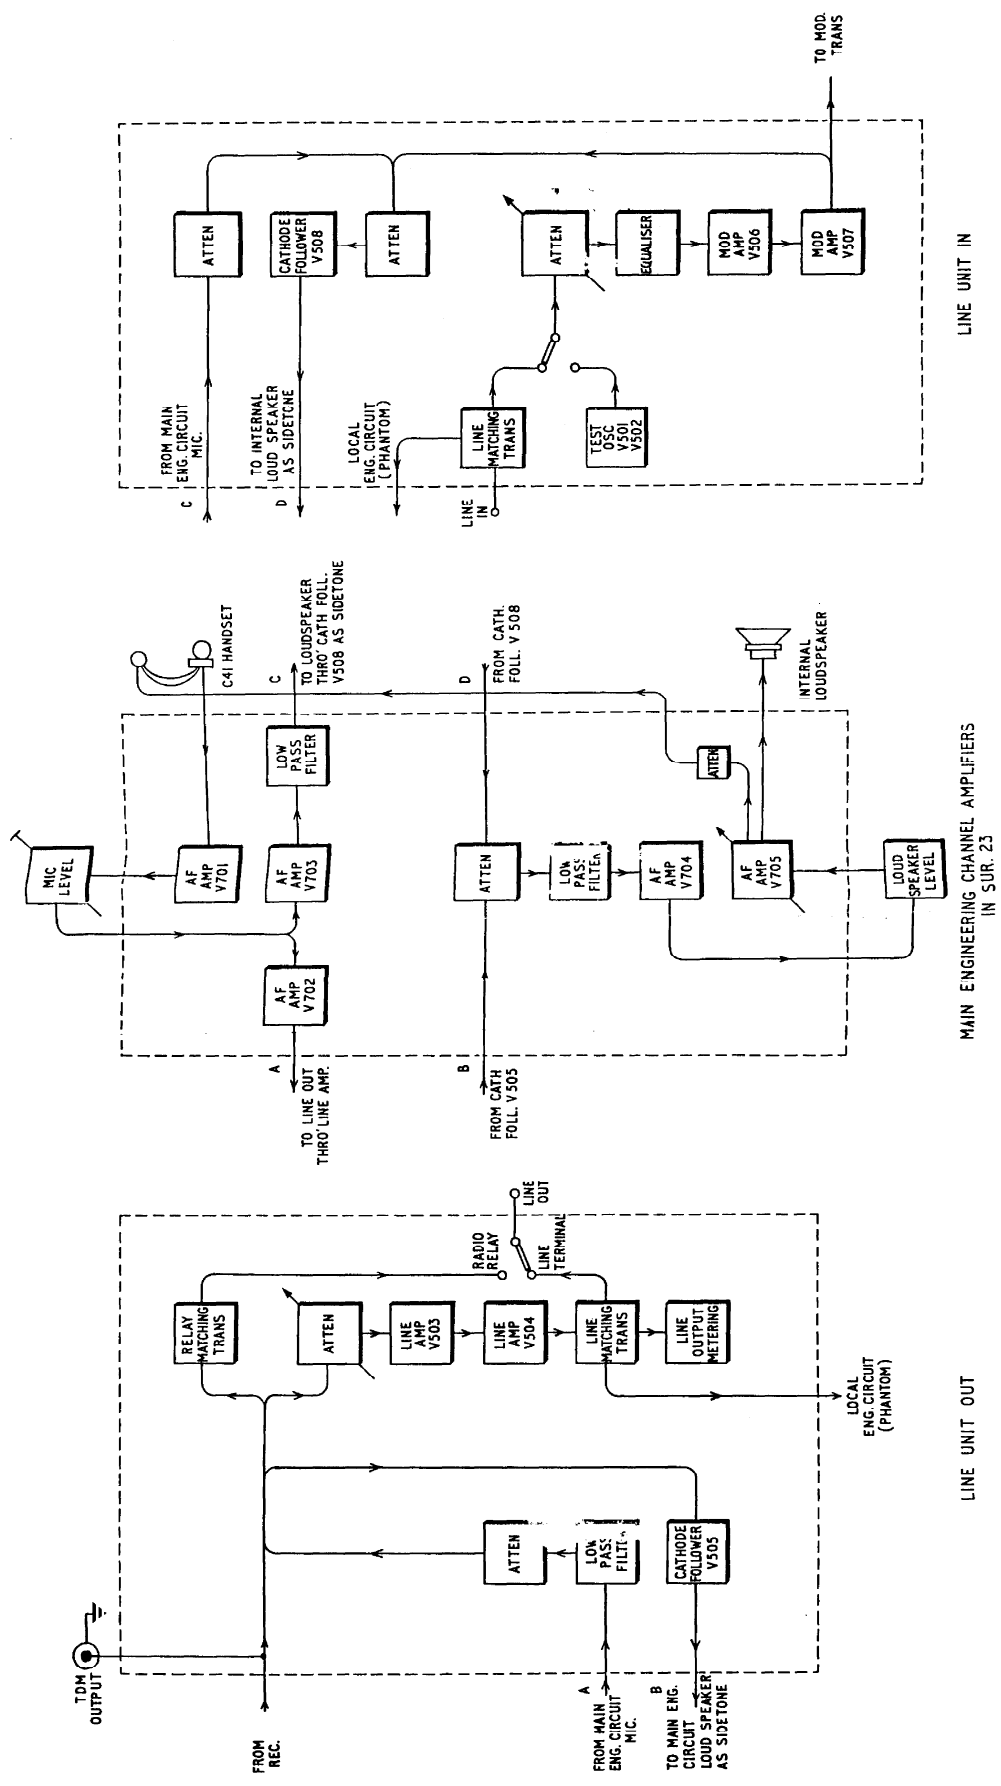 TDM
OUTPUT
FROM
REC.
RELAY
MATCHING
TRANS
ATTEN
LINE
AMP
V503
LINE
AMP
V504
LINE
MATCHING
TRANS
LINE
OUTPUT
METERING
RADIO
RELAY
LINE
TERMINAL
LINE
OUT
ATTEN
LOW
PASS
FILTER
CATHODE
FOLLOWER
V505
A
FROM MAIN
ENG. CIRCUIT
MIC.
B
TO MAIN ENG.
CIRCUIT
LOUD SPEAKER
AS SIDETONE
LOCAL
ENG. CIRCUIT
(PHANTOM)
LINE UNIT OUT
MIC
LEVEL
AF
AMP
V701
AF
AMP
V702
AF
AMP
V703
LOW
PASS
FILTER
C41 HANDSET
A
TO LINE OUT
THRO' LINE AMP.
C
TO LOUDSPEAKER
THRO' CATH FOLL.
V508 AS SIDETONE
B
FROM CATH
FOLL. V505
D
FROM CATH.
FOLL. V 508
ATTEN
LOW
PASS
FILTER
AF
AMP
V704
AF
AMP
V705
ATTEN
LOUD
SPEAKER
LEVEL
INTERNAL
LOUDSPEAKER
MAIN ENGINEERING CHANNEL AMPLIFIERS
IN SUR. 23
C
FROM MAIN
ENG. CIRCUIT
MIC.
D
TO INTERNAL
LOUD SPEAKER
AS SIDETONE
LOCAL
ENG. CIRCUIT
(PHANTOM)
LINE
IN
ATTEN
CATHODE
FOLLOWER
V508
ATTEN
LINE
MATCHING
TRANS
TEST
OSC
V501
V502
ATTEN
EQUALISER
MOD
AMP
V506
MOD
AMP
V507
TO MOD.
TRANS
LINE UNIT IN